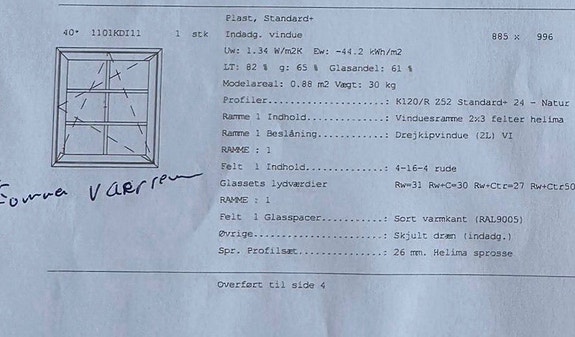 Plast, Standard+
40* 1101KDI11 1 stk Indadg. vindue 885 x 996
Uw: 1.34 W/m2K Ew: -44.2 kWh/m2
LT: 82 % g: 65 % Glasandel: 61 %
Modelareal: 0.88 m2 Vægt: 30 kg
Profiler......................: K120/R Z52 Standard+ 24 - Natur
Ramme 1 Indhold...............: Vinduesramme 2x3 felter helima
Ramme 1 Beslåning.............: Drejkipvindue (2L) VI
RAMME : 1
Felt 1 Indhold................: 4-16-4 rude
Glassets lydværdier Rw=31 Rw+C=30 Rw+Ctr=27 Rw+Ctr50
RAMME : 1
Felt 1 Glasspacer.............: Sort varmkant (RAL9005)
Øvrige........................: Skjult dræn (indadg.)
Spr. Profilsæt................: 26 mm. Helima sprosse
Overført til side 4